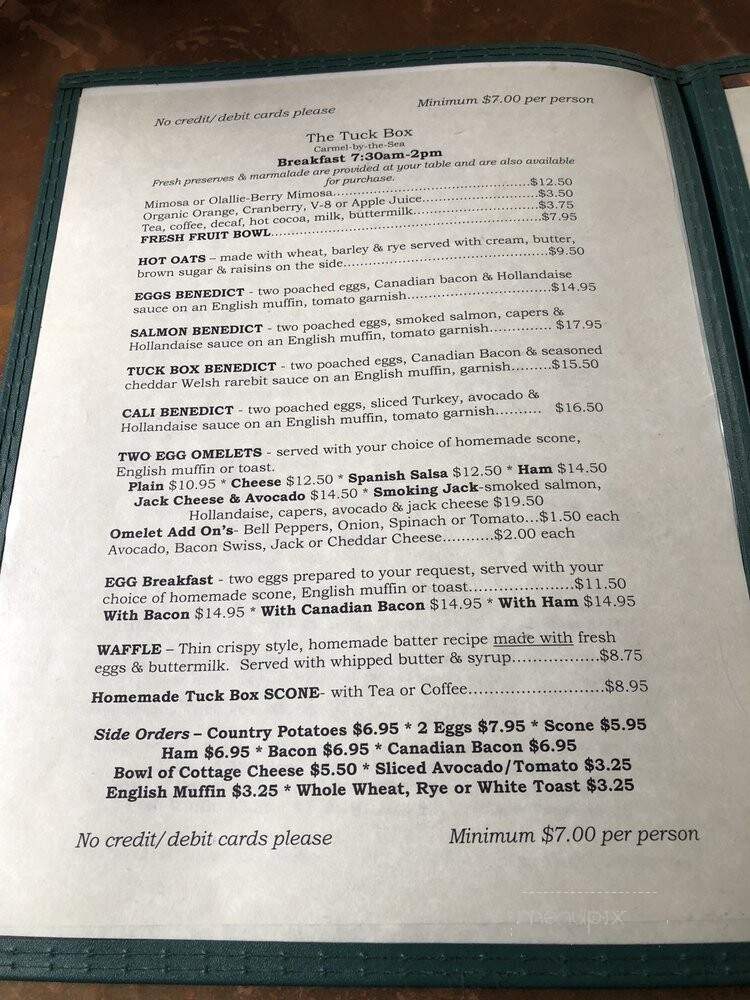 No credit/debit cards please Minimum $7.00 per person
The Tuck Box
Carmel-by-the-Sea
Breakfast 7:30am-2pm
Fresh preserves & marmalade are provided at your table and are also available
for purchase.
Mimosa or Olallie-Berry Mimosa..........................................$12.50
Organic Orange, Cranberry, V-8 or Apple Juice.........................$3.50
Tea, coffee, decaf, hot cocoa, milk, buttermilk..........................$3.75
FRESH FRUIT BOWL......................................................$7.95
HOT OATS – made with wheat, barley & rye served with cream, butter,
brown sugar & raisins on the side............................................$9.50
EGGS BENEDICT - two poached eggs, Canadian bacon & Hollandaise
sauce on an English muffin, tomato garnish..............................$14.95
SALMON BENEDICT - two poached eggs, smoked salmon, capers &
Hollandaise sauce on an English muffin, tomato garnish............. $17.95
TUCK BOX BENEDICT - two poached eggs, Canadian Bacon & seasoned
cheddar Welsh rarebit sauce on an English muffin, garnish.........$15.50
CALI BENEDICT - two poached eggs, sliced Turkey, avocado &
Hollandaise sauce on an English muffin, tomato garnish.......... $16.50
TWO EGG OMELETS - served with your choice of homemade scone,
English muffin or toast.
Plain $10.95 * Cheese $12.50 * Spanish Salsa $12.50 * Ham $14.50
Jack Cheese & Avocado $14.50 * Smoking Jack-smoked salmon,
Hollandaise, capers, avocado & jack cheese $19.50
Omelet Add On's- Bell Peppers, Onion, Spinach or Tomato...$1.50 each
Avocado, Bacon Swiss, Jack or Cheddar Cheese...........$2.00 each
EGG Breakfast - two eggs prepared to your request, served with your
choice of homemade scone, English muffin or toast.....................$11.50
With Bacon $14.95 * With Canadian Bacon $14.95 * With Ham $14.95
WAFFLE – Thin crispy style, homemade batter recipe made with fresh
eggs & buttermilk. Served with whipped butter & syrup.................$8.75
Homemade Tuck Box SCONE- with Tea or Coffee...........................$8.95
Side Orders – Country Potatoes $6.95 * 2 Eggs $7.95 * Scone $5.95
Ham $6.95 * Bacon $6.95 * Canadian Bacon $6.95
Bowl of Cottage Cheese $5.50 * Sliced Avocado/Tomato $3.25
English Muffin $3.25 * Whole Wheat, Rye or White Toast $3.25
No credit/debit cards please Minimum $7.00 per person
menupix